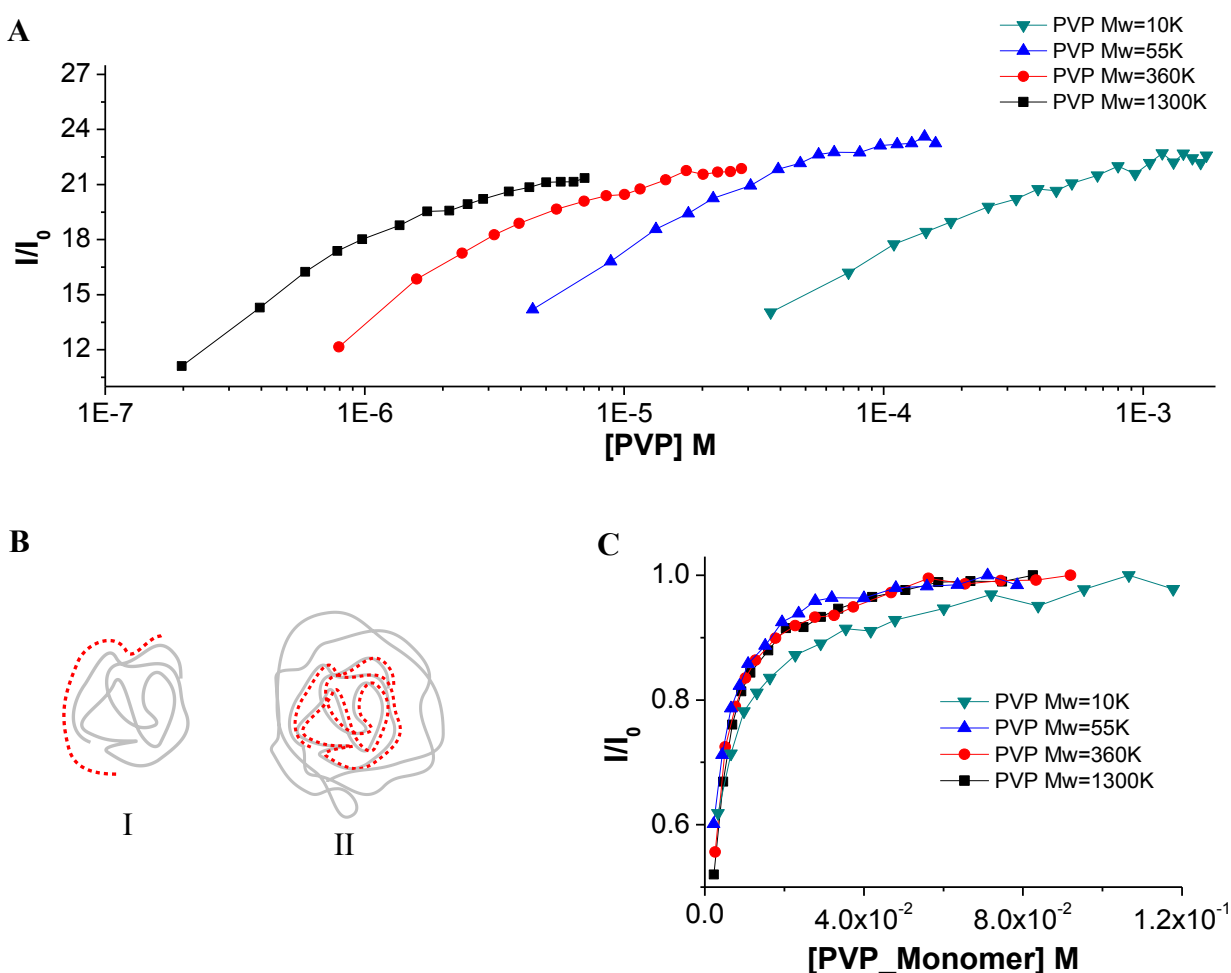 A
PVP Mw=10K
PVP Mw=55K
PVP Mw=360K
PVP Mw=1300K
27
24
21
18
15
12
I/I₀
1E-7 1E-6 1E-5 1E-4 1E-3
[PVP] M
B
I
II
C
1.0
0.8
0.6
I/I₀
PVP Mw=10K
PVP Mw=55K
PVP Mw=360K
PVP Mw=1300K
0.0 4.0x10⁻² 8.0x10⁻² 1.2x10⁻¹
[PVP_Monomer] M